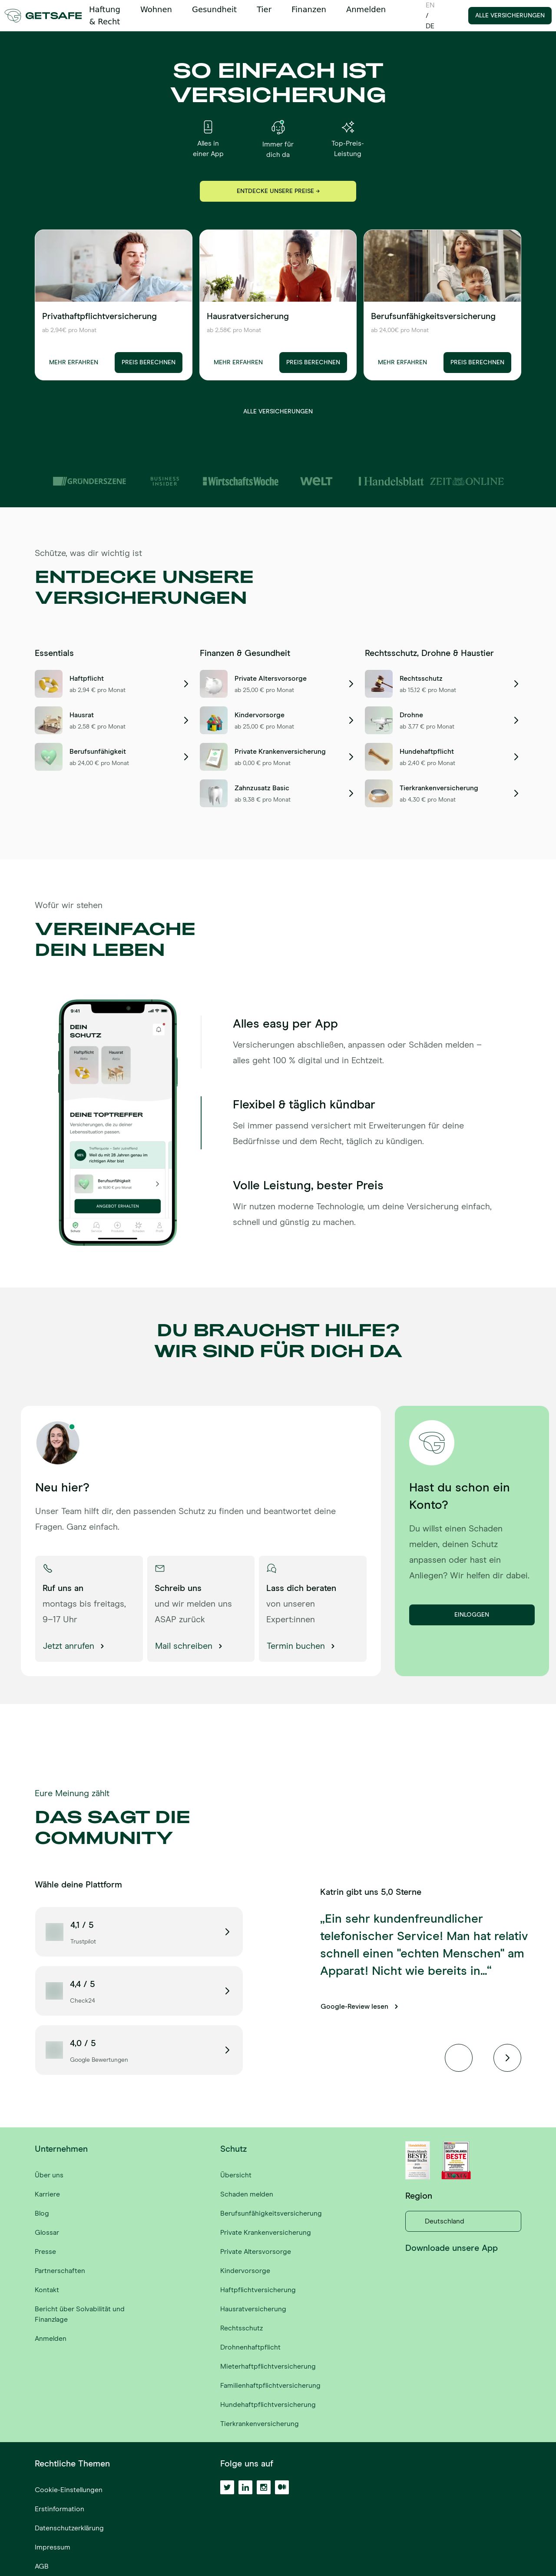 GETSAFE
Haftung
& Recht
Wohnen
Gesundheit
Tier
Finanzen
Anmelden
EN
/
DE
ALLE VERSICHERUNGEN
SO EINFACH IST
VERSICHERUNG
Alles in
einer App
Immer für
dich da
Top-Preis-
Leistung
ENTDECKE UNSERE PREISE →
Privathaftpflichtversicherung
ab 2,94€ pro Monat
MEHR ERFAHREN
PREIS BERECHNEN
Hausratversicherung
ab 2,58€ pro Monat
MEHR ERFAHREN
PREIS BERECHNEN
Berufsunfähigkeitsversicherung
ab 24,00€ pro Monat
MEHR ERFAHREN
PREIS BERECHNEN
ALLE VERSICHERUNGEN
GRÜNDERSZENE
BUSINESS
INSIDER
WirtschaftsWoche
welt
Handelsblatt
ZEIT ONLINE
Schütze, was dir wichtig ist
ENTDECKE UNSERE
VERSICHERUNGEN
Essentials
Haftpflicht
ab 2,94 € pro Monat
Hausrat
ab 2,58 € pro Monat
Berufsunfähigkeit
ab 24,00 € pro Monat
Finanzen & Gesundheit
Private Altersvorsorge
ab 25,00 € pro Monat
Kindervorsorge
ab 25,00 € pro Monat
Private Krankenversicherung
ab 0,00 € pro Monat
Zahnzusatz Basic
ab 9,38 € pro Monat
Rechtsschutz, Drohne & Haustier
Rechtsschutz
ab 15,12 € pro Monat
Drohne
ab 3,77 € pro Monat
Hundehaftpflicht
ab 2,40 € pro Monat
Tierkrankenversicherung
ab 4,30 € pro Monat
Wofür wir stehen
VEREINFACHE
DEIN LEBEN
9:41
DEIN
SCHUTZ
Haftpflicht
Hausrat
DEINE TOPTREFFER
Versicherungen, die zu deiner
Lebenssituation passen.
Weil du mit 28 Jahren genau im
richtigen Alter bist
Berufsunfähigkeit
ANGEBOT ERHALTEN
Alles easy per App
Versicherungen abschließen, anpassen oder Schäden melden –
alles geht 100 % digital und in Echtzeit.
Flexibel & täglich kündbar
Sei immer passend versichert mit Erweiterungen für deine
Bedürfnisse und dem Recht, täglich zu kündigen.
Volle Leistung, bester Preis
Wir nutzen moderne Technologie, um deine Versicherung einfach,
schnell und günstig zu machen.
DU BRAUCHST HILFE?
WIR SIND FÜR DICH DA
Neu hier?
Unser Team hilft dir, den passenden Schutz zu finden und beantwortet deine
Fragen. Ganz einfach.
Ruf uns an
montags bis freitags,
9–17 Uhr
Jetzt anrufen
Schreib uns
und wir melden uns
ASAP zurück
Mail schreiben
Lass dich beraten
von unseren
Expert:innen
Termin buchen
Hast du schon ein
Konto?
Du willst einen Schaden
melden, deinen Schutz
anpassen oder hast ein
Anliegen? Wir helfen dir dabei.
EINLOGGEN
Eure Meinung zählt
DAS SAGT DIE
COMMUNITY
Wähle deine Plattform
4,1 / 5
Trustpilot
4,4 / 5
Check24
4,0 / 5
Google Bewertungen
Katrin gibt uns 5,0 Sterne
„Ein sehr kundenfreundlicher
telefonischer Service! Man hat relativ
schnell einen "echten Menschen" am
Apparat! Nicht wie bereits in...“
Google-Review lesen
Unternehmen
Über uns
Karriere
Blog
Glossar
Presse
Partnerschaften
Kontakt
Bericht über Solvabilität und
Finanzlage
Anmelden
Schutz
Übersicht
Schaden melden
Berufsunfähigkeitsversicherung
Private Krankenversicherung
Private Altersvorsorge
Kindervorsorge
Haftpflichtversicherung
Hausratversicherung
Rechtsschutz
Drohnenhaftpflicht
Mieterhaftpflichtversicherung
Familienhaftpflichtversicherung
Hundehaftpflichtversicherung
Tierkrankenversicherung
BESTE
BESTE
Region
Deutschland
Downloade unsere App
Rechtliche Themen
Cookie-Einstellungen
Erstinformation
Datenschutzerklärung
Impressum
AGB
Folge uns auf